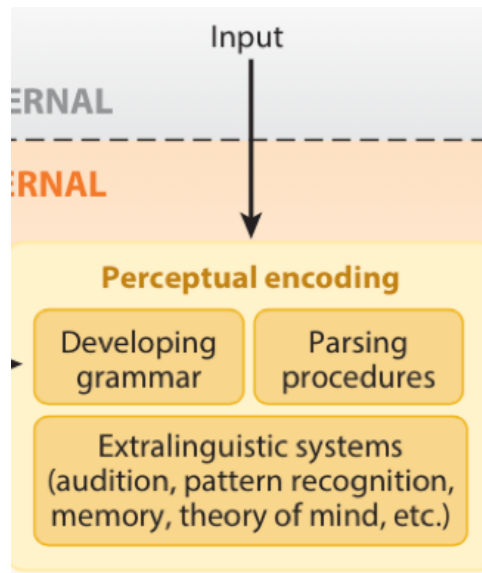 Input
ERNAL
ERNAL
Perceptual encoding
Developing
grammar
Parsing
procedures
Extralinguistic systems
(audition, pattern recognition,
memory, theory of mind, etc.)